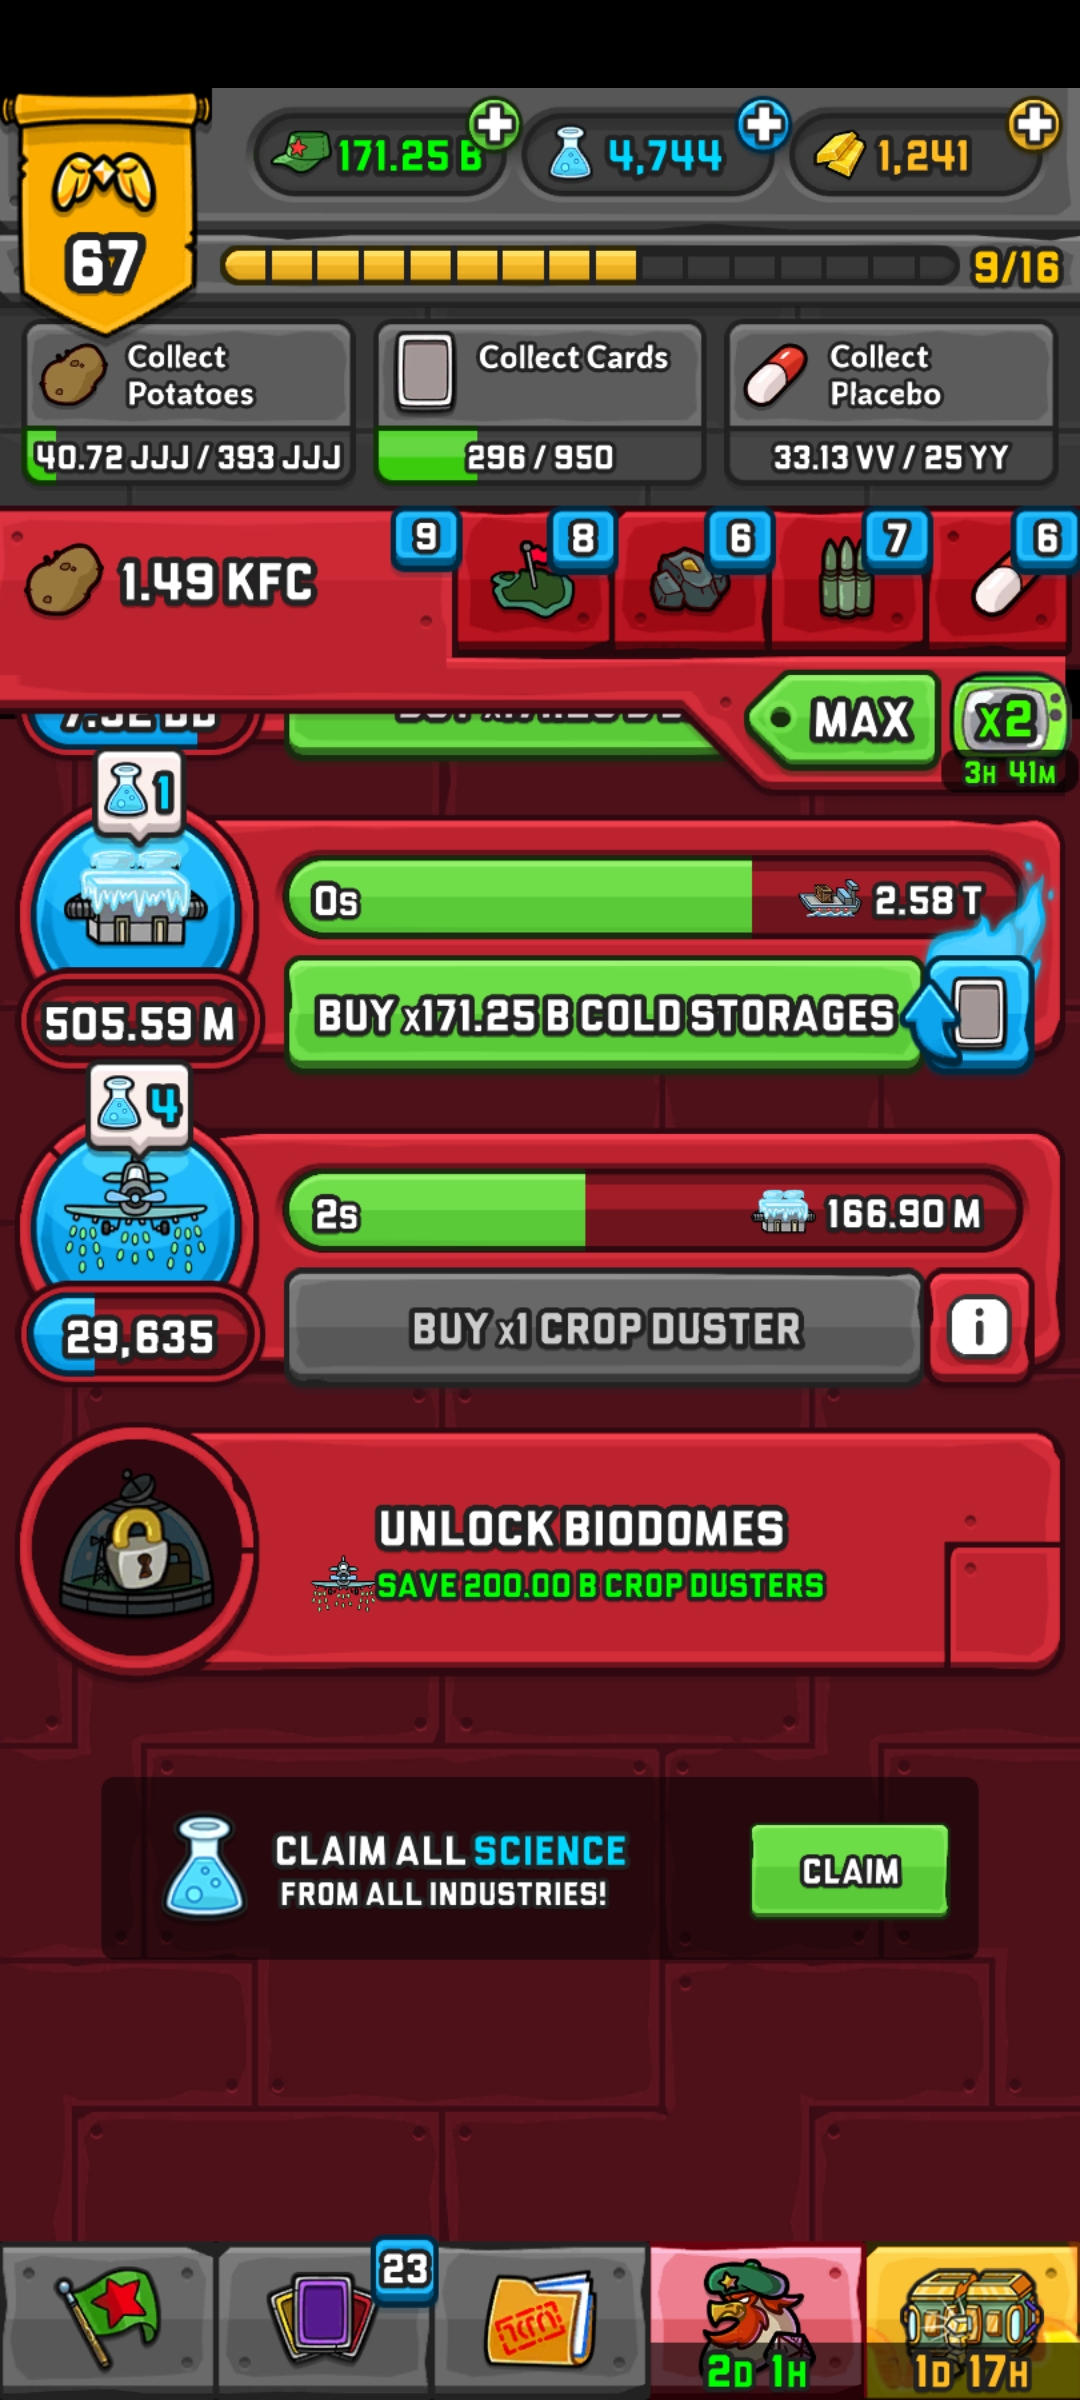 171.25 B
4,744
1,241
67
9/16
Collect
Potatoes
40.72 JJJ / 393 JJJ
Collect Cards
296 / 950
Collect
Placebo
33.13 VV / 25 YY
1.49 KFC
9
8
6
7
6
MAX
x2
3H 41M
1
0s
2.58 T
505.59 M
BUY x171.25 B COLD STORAGES
4
2s
166.90 M
29,635
BUY x1 CROP DUSTER
i
UNLOCK BIODOMES
SAVE 200.00 B CROP DUSTERS
CLAIM ALL SCIENCE
FROM ALL INDUSTRIES!
CLAIM
23
2D 1H
1D 17H